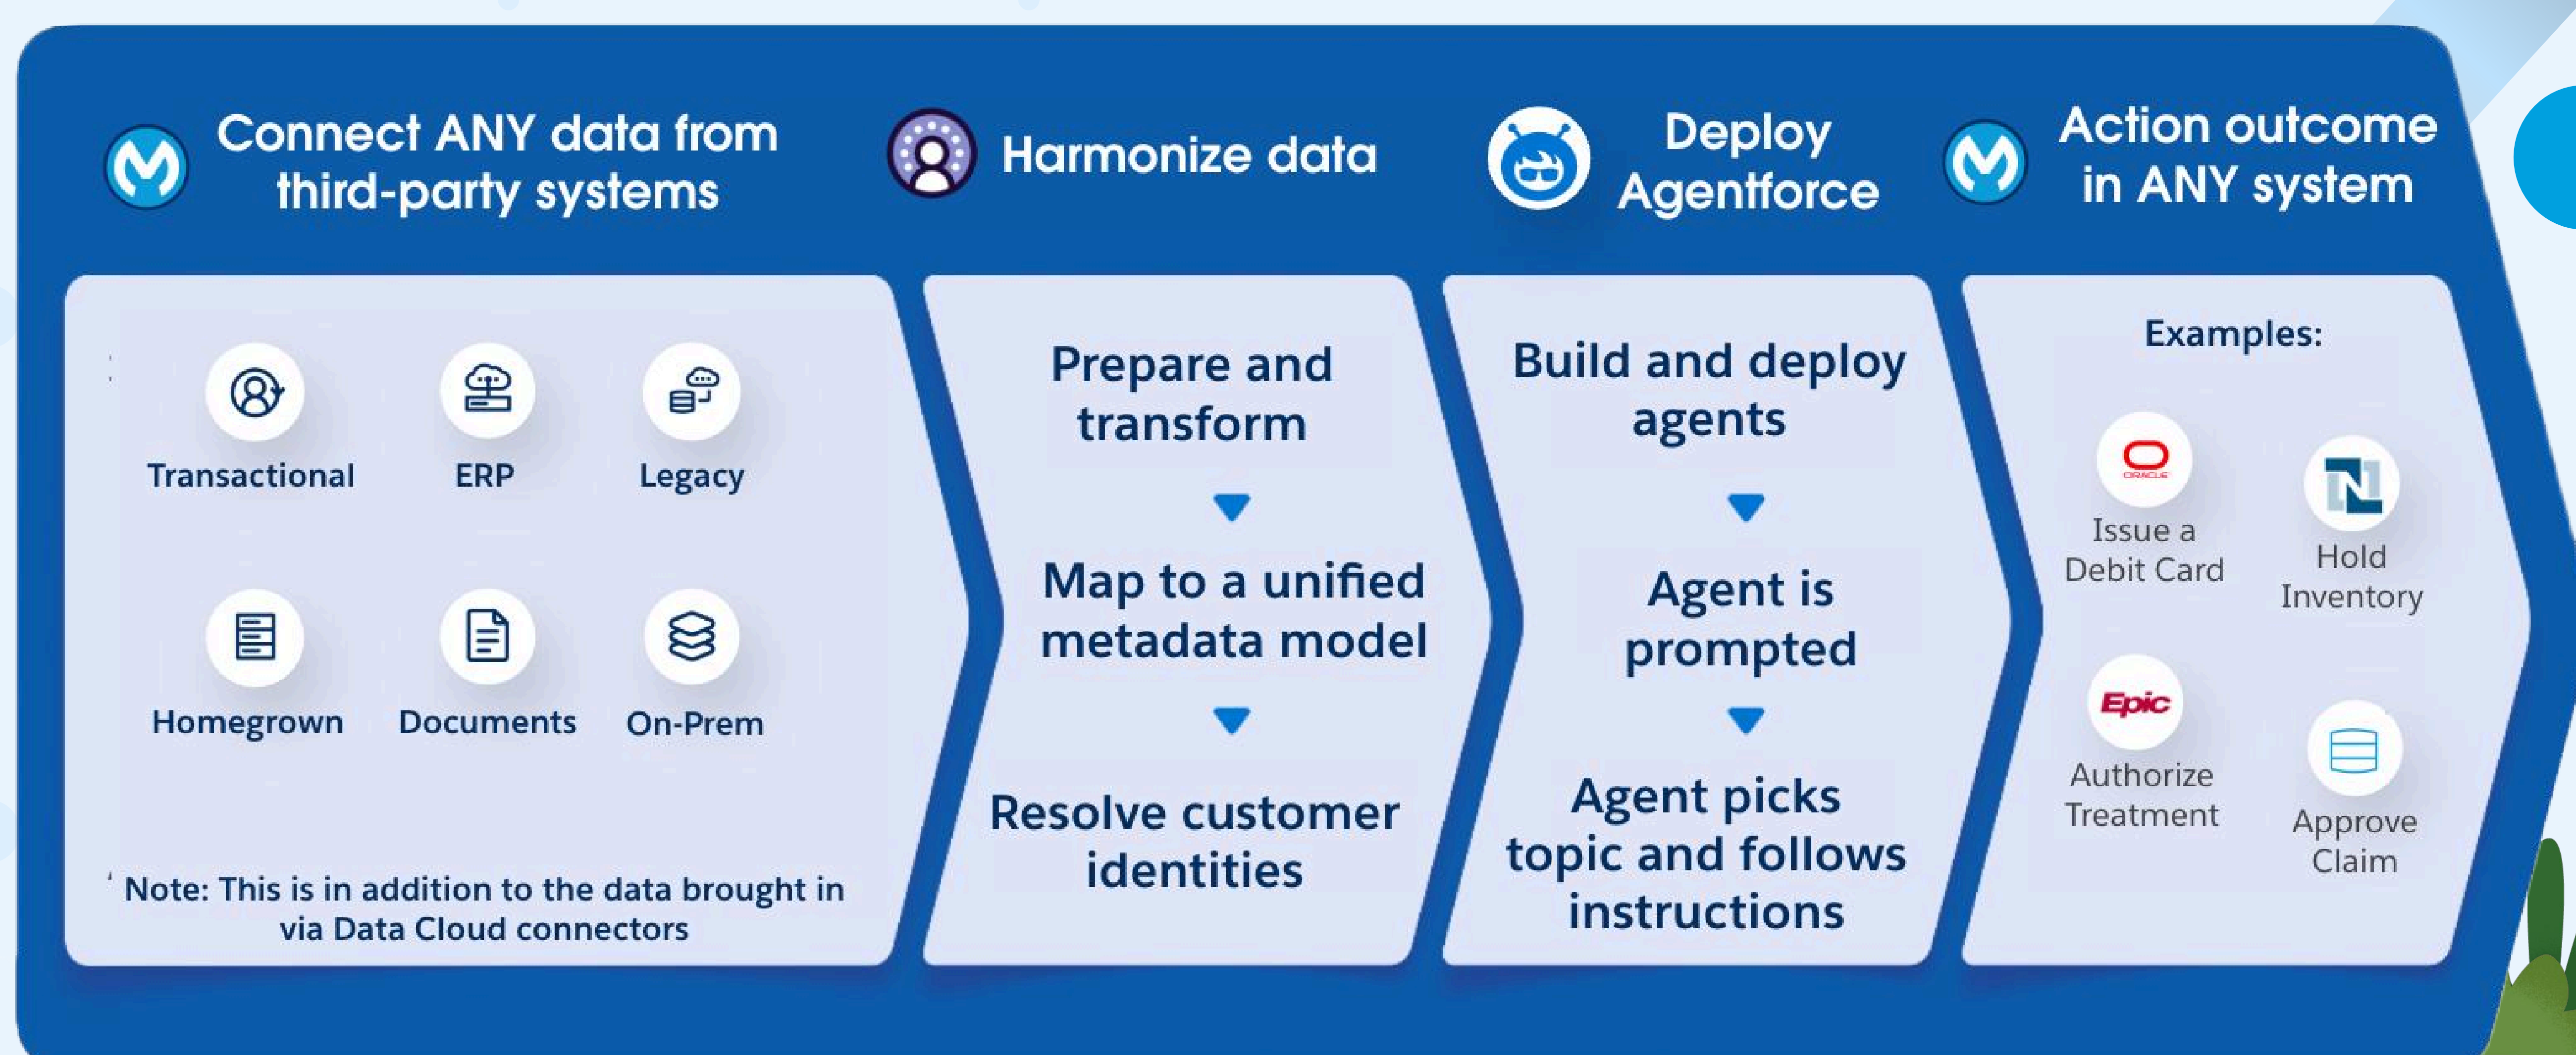 Connect ANY data from
third-party systems
Harmonize data
Deploy
Agentforce
Action outcome
in ANY system
Transactional
ERP
Legacy
Homegrown
Documents
On-Prem
Note: This is in addition to the data brought in
via Data Cloud connectors
Prepare and
transform
Map to a unified
metadata model
Resolve customer
identities
Build and deploy
agents
Agent is
prompted
Agent picks
topic and follows
instructions
Examples:
ORACLE
Issue a
Debit Card
N
Hold
Inventory
Epic
Authorize
Treatment
Approve
Claim